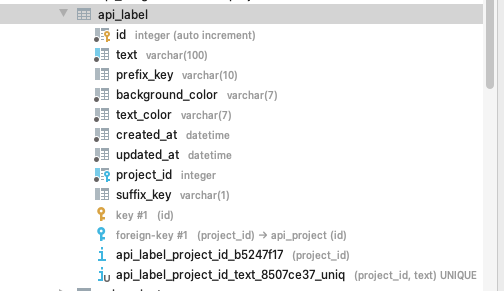 api_label
id integer (auto increment)
text varchar(100)
prefix_key varchar(10)
background_color varchar(7)
text_color varchar(7)
created_at datetime
updated_at datetime
project_id integer
suffix_key varchar(1)
key #1 (id)
foreign-key #1 (project_id) → api_project (id)
i api_label_project_id_b5247f17 (project_id)
iU api_label_project_id_text_8507ce37_uniq (project_id, text) UNIQUE